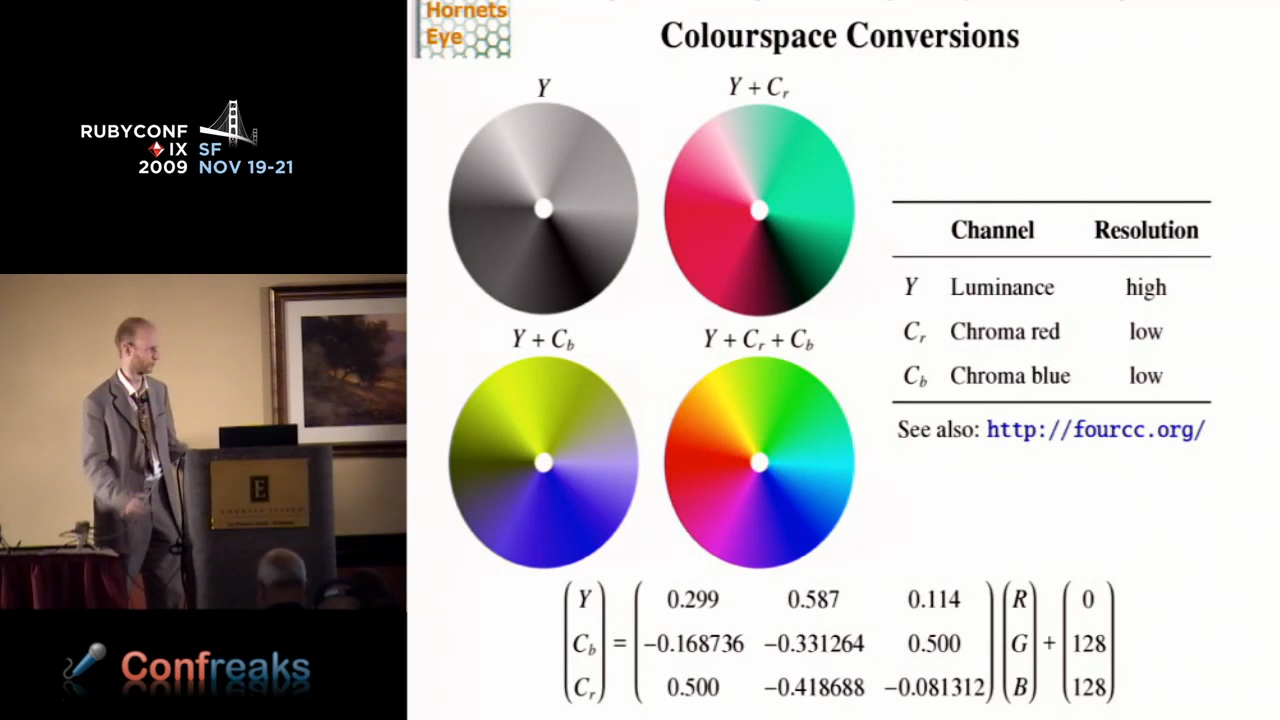 RUBYCONF
IX SF
2009 NOV 19-21
Hornets
Eye
Colourspace Conversions
Y
Y + Cr
Y + Cb
Y + Cr + Cb
Channel Resolution
Y Luminance high
Cr Chroma red low
Cb Chroma blue low
See also: http://fourcc.org/
Y 0.299 0.587 0.114 R 0
Cb = −0.168736 −0.331264 0.500 G + 128
Cr 0.500 −0.418688 −0.081312 B 128
E
Confreaks